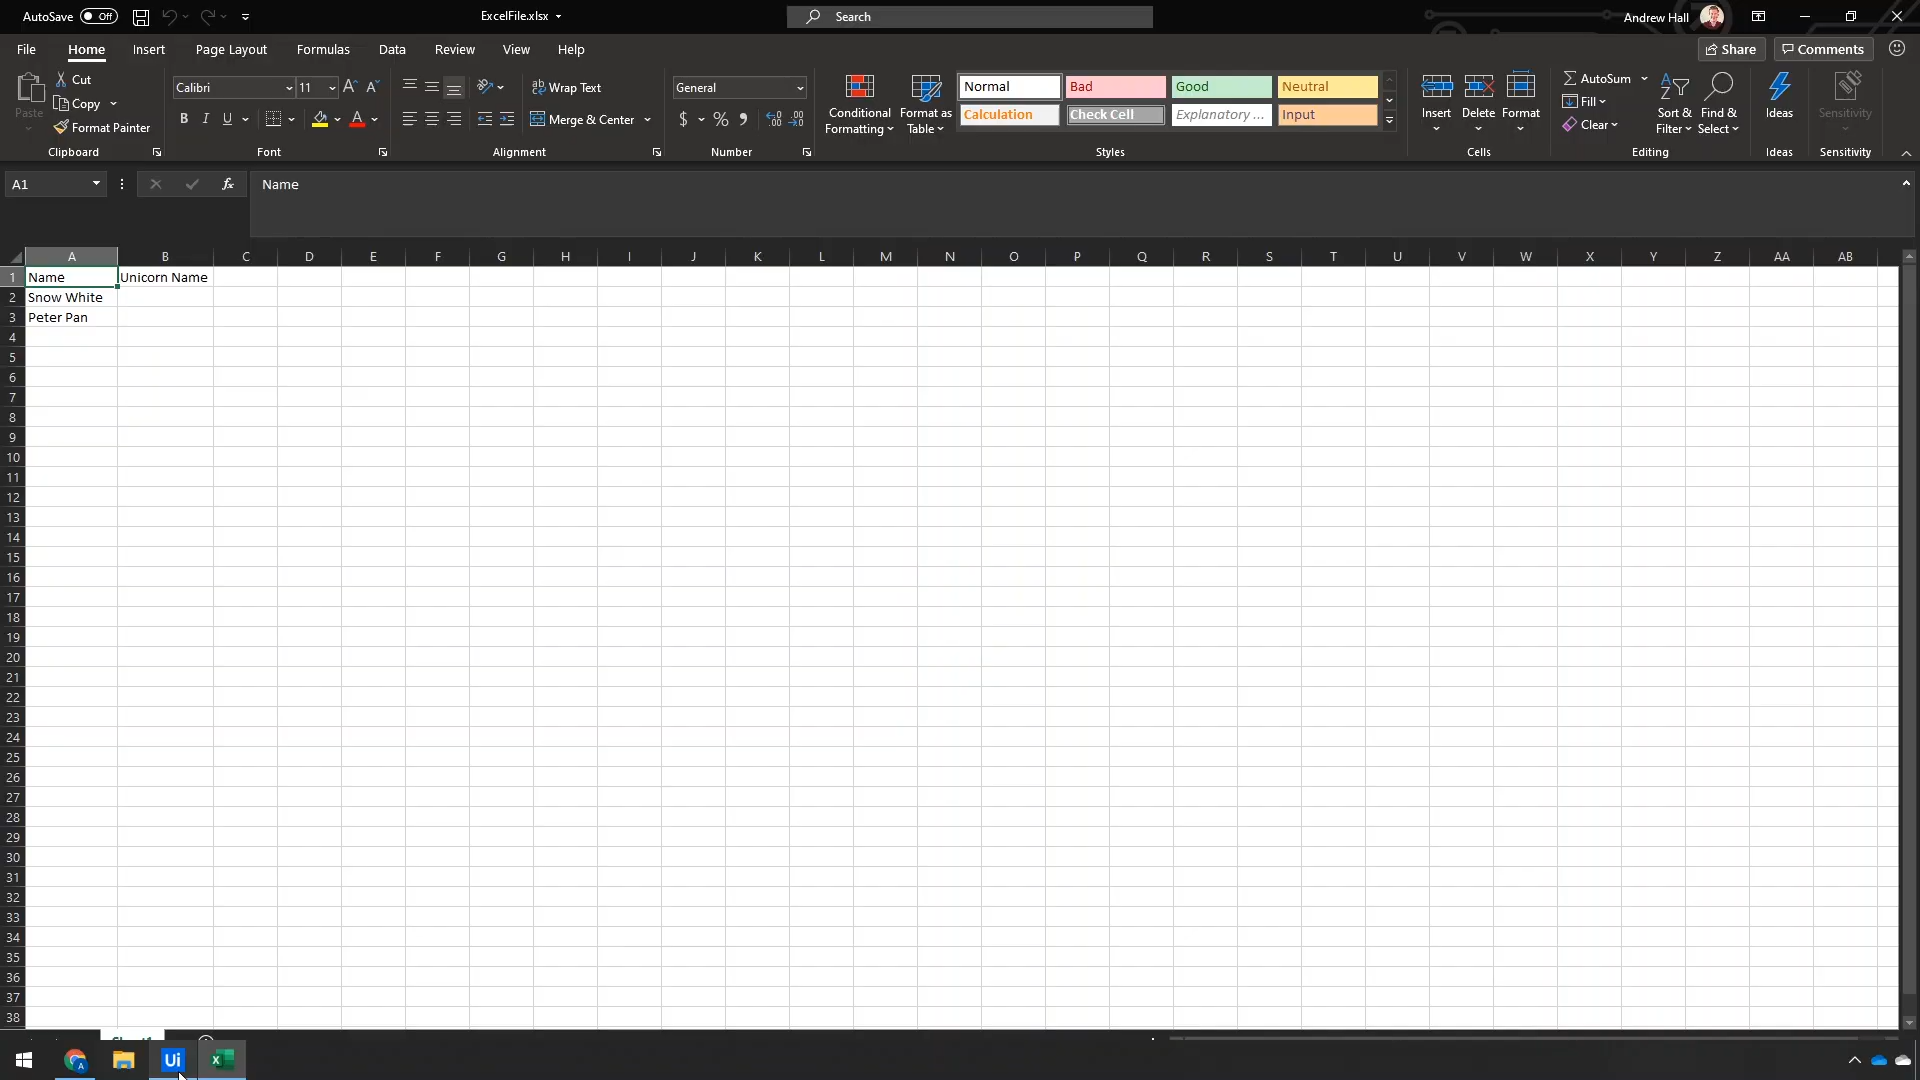 AutoSave Off ExcelFile.xlsx Search Andrew Hall
File Home Insert Page Layout Formulas Data Review View Help Share Comments
Paste Cut Copy Format Painter Clipboard
Calibri 11 B I U A Font
Wrap Text Merge & Center Alignment
General $ % Number
Conditional Formatting Format as Table Normal Bad Good Neutral
Calculation Check Cell Explanatory ... Input Styles
Insert Delete Format Cells
AutoSum Fill Clear Sort & Filter Find & Select Editing
Ideas Ideas
Sensitivity Sensitivity
A1 fx Name
A B C D E F G H I J K L M N O P Q R S T U V W X Y Z AA AB
1 Name Unicorn Name
2 Snow White
3 Peter Pan
4
5
6
7
8
9
10
11
12
13
14
15
16
17
18
19
20
21
22
23
24
25
26
27
28
29
30
31
32
33
34
35
36
37
38
Ui